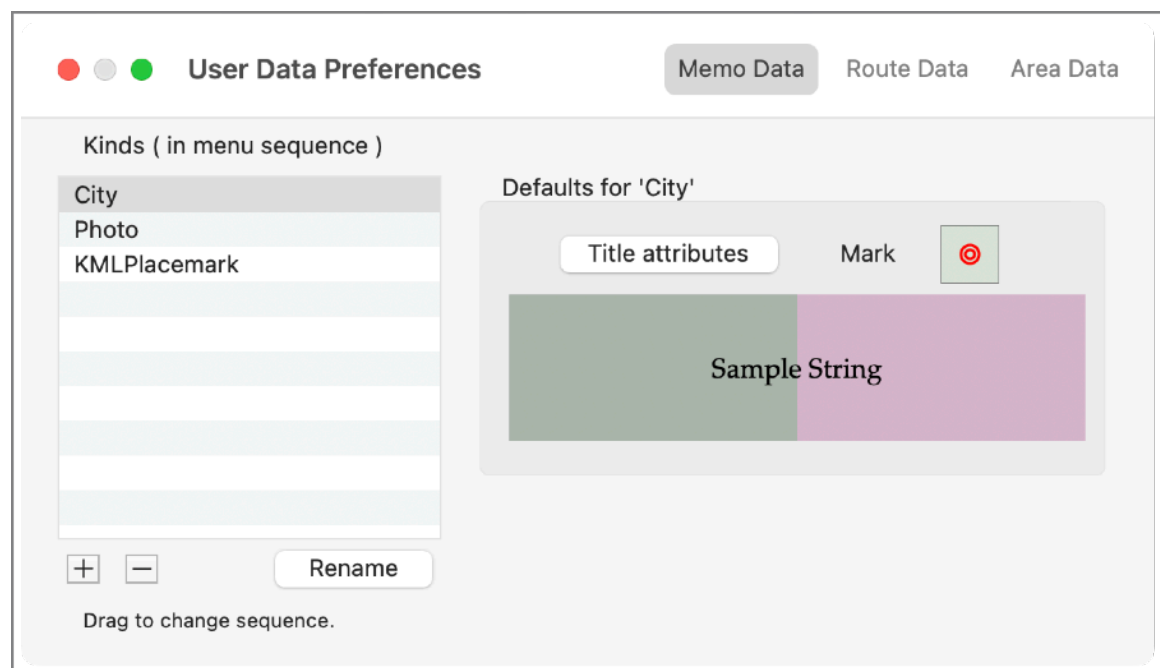 User Data Preferences
Memo Data
Route Data
Area Data
Kinds ( in menu sequence )
City
Photo
KMLPlacemark
Rename
Drag to change sequence.
Defaults for 'City'
Title attributes
Mark
Sample String